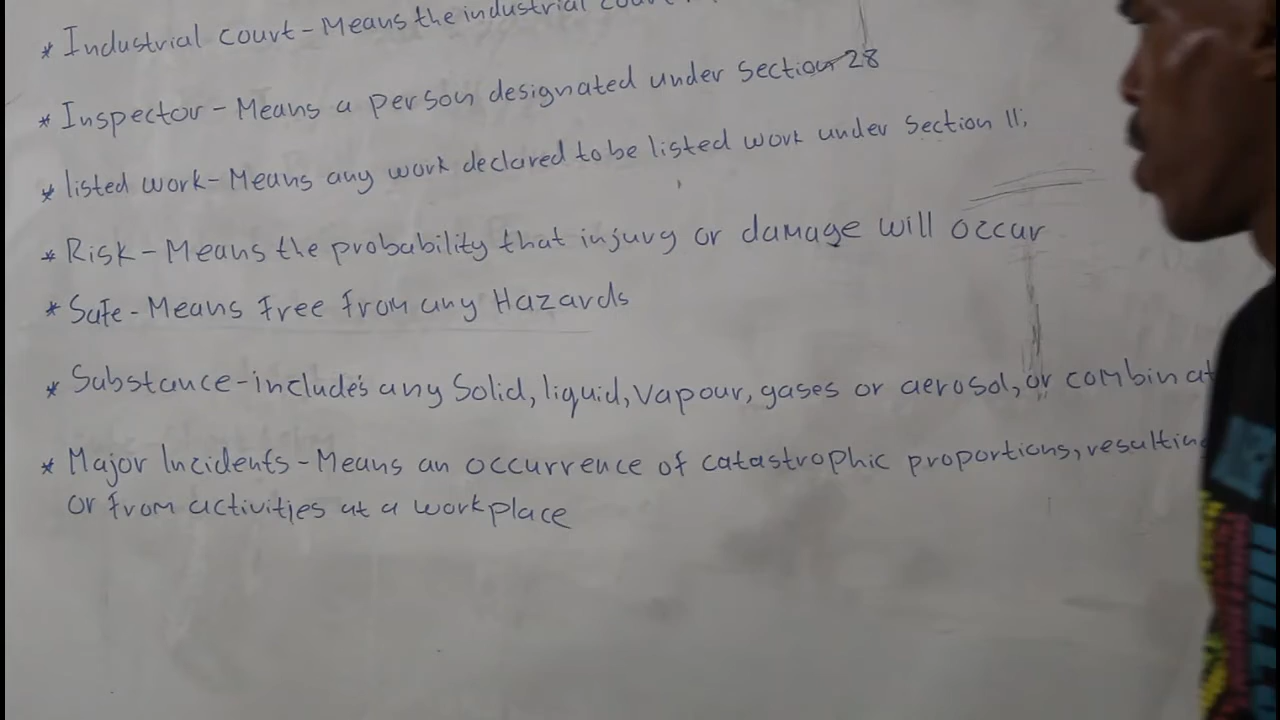 * Industrial court - Means the industrial court
* Inspector - Means a person designated under section 28
* listed work - Means any work declared to be listed work under Section 11,
* Risk - Means the probability that injury or damage will occur
* Safe - Means free from any Hazards
* Substance - include's any Solid, liquid, Vapour, gases or aerosol, or combinat
* Major Incidents - Means an occurrence of catastrophic proportions, resulting
or from activities at a workplace